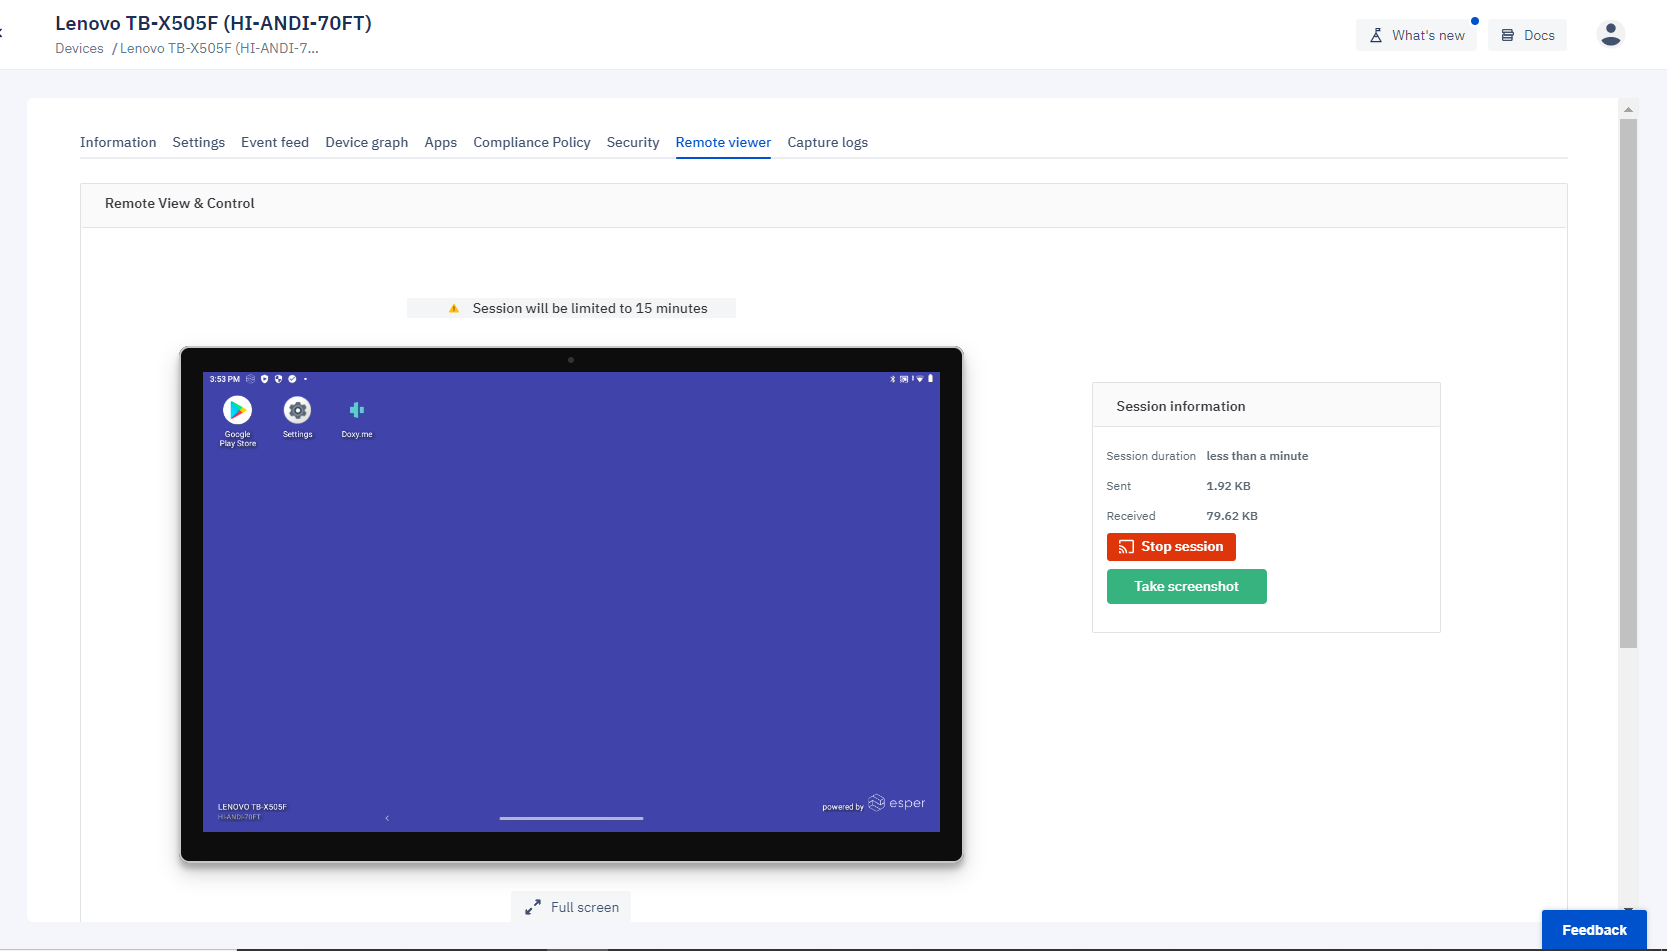 Lenovo TB-X505F (HI-ANDI-70FT)
Devices / Lenovo TB-X505F (HI-ANDI-7...
What's new
Docs
Information Settings Event feed Device graph Apps Compliance Policy Security Remote viewer Capture logs
Remote View & Control
Session will be limited to 15 minutes
3:53 PM
Google
Play Store
Settings
Doxy.me
LENOVO TB-X505F
HI-ANDI-70FT
powered by esper
Full screen
Session information
Session duration less than a minute
Sent 1.92 KB
Received 79.62 KB
Stop session
Take screenshot
Feedback